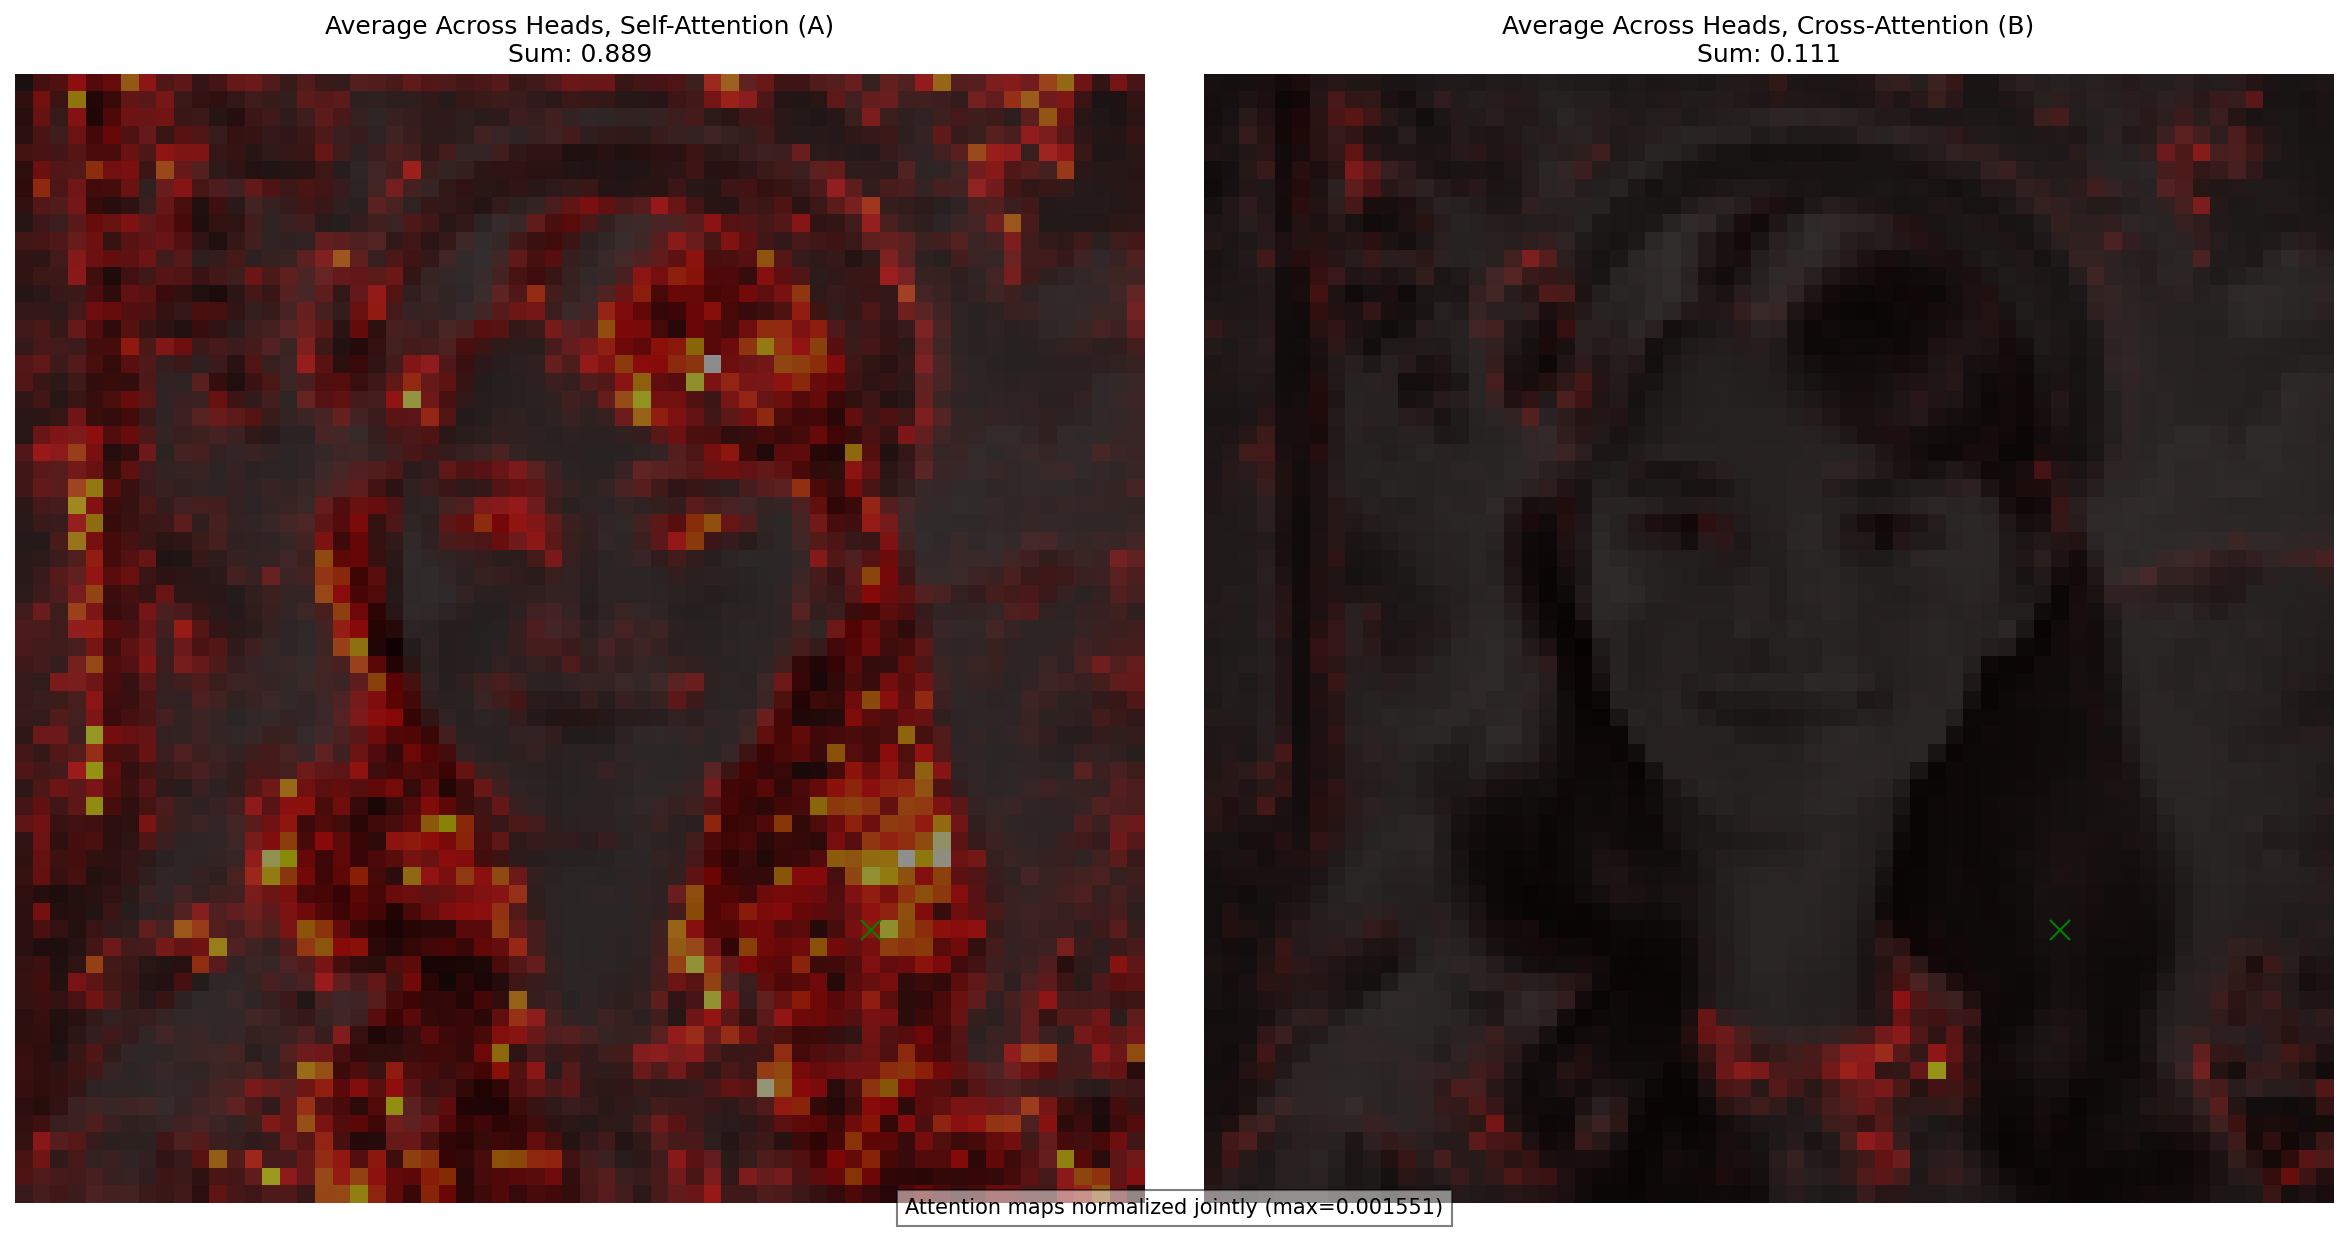 Average Across Heads, Self-Attention (A)
Sum: 0.889
Average Across Heads, Cross-Attention (B)
Sum: 0.111
Attention maps normalized jointly (max=0.001551)